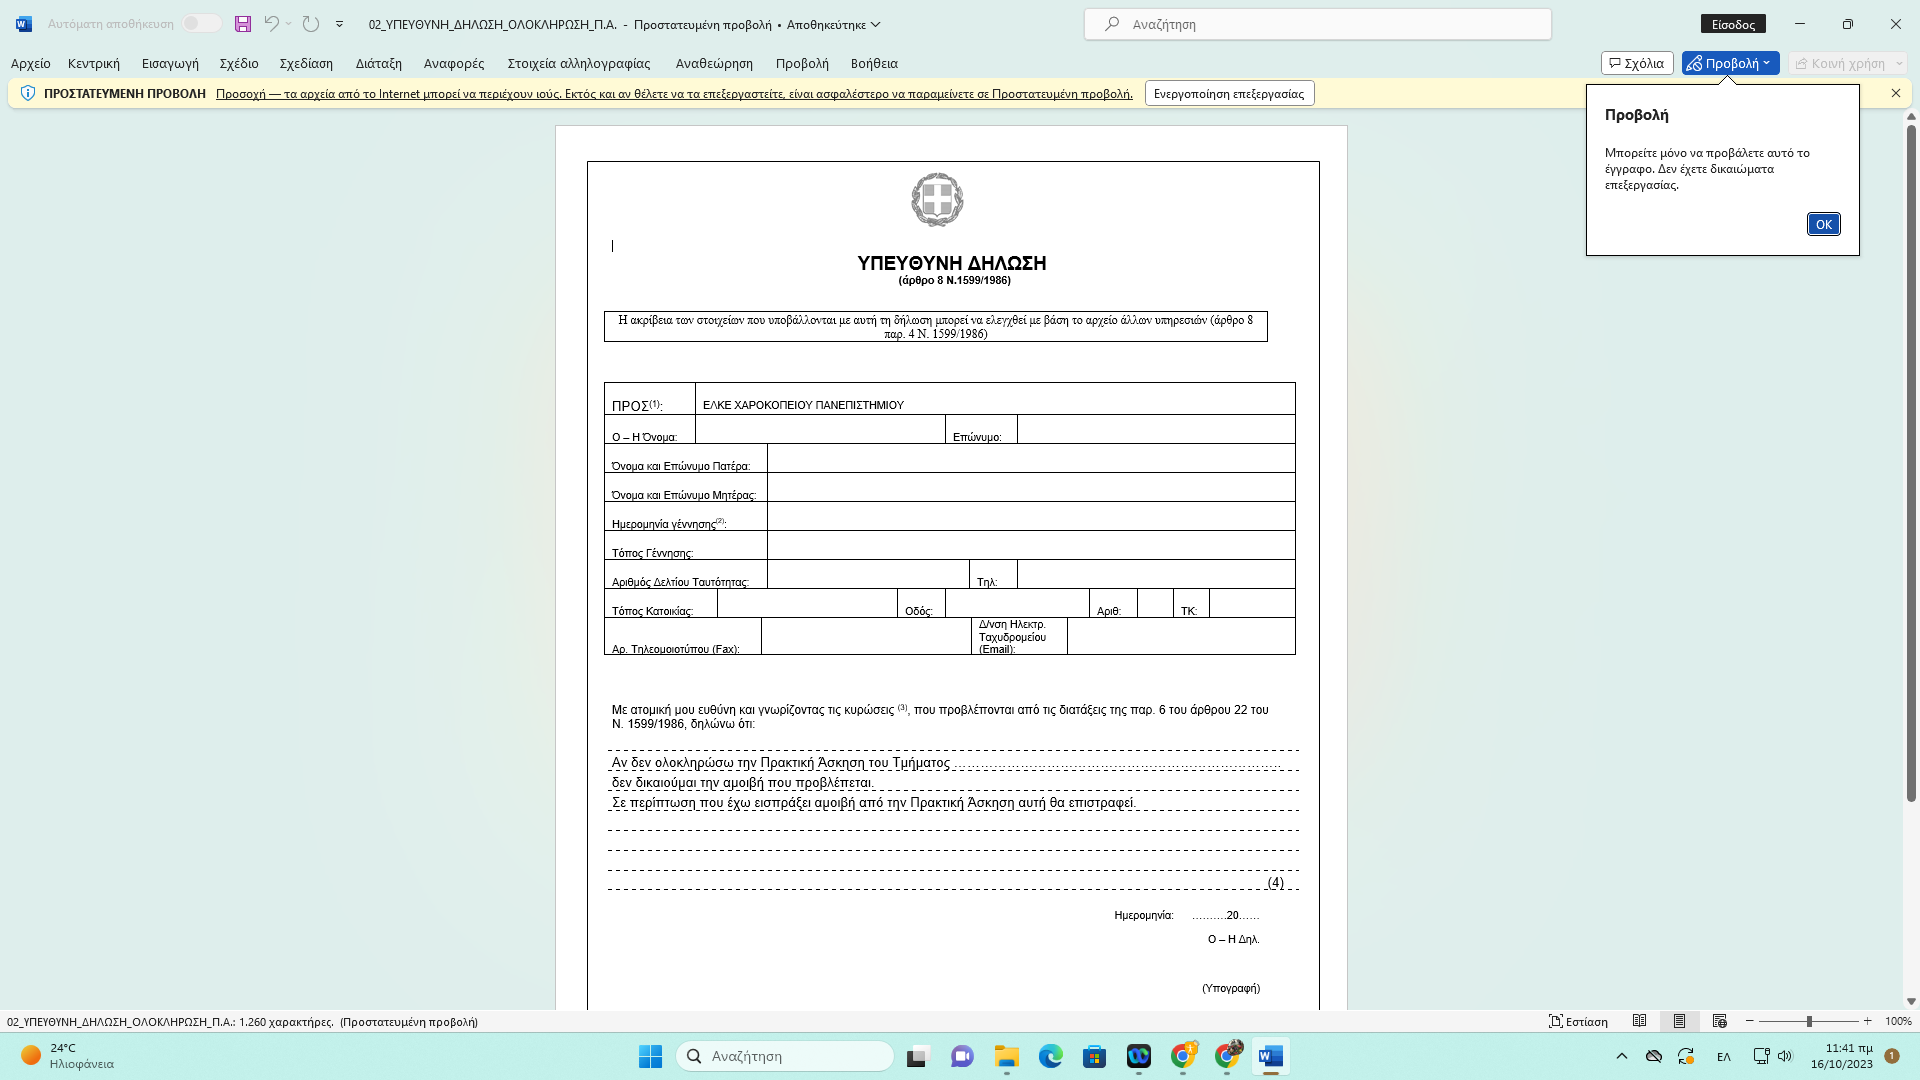 Αυτόματη αποθήκευση
02_ΥΠΕΥΘΥΝΗ_ΔΗΛΩΣΗ_ΟΛΟΚΛΗΡΩΣΗ_Π.Α. - Προστατευμένη προβολή • Αποθηκεύτηκε
Αναζήτηση
Είσοδος
Αρχείο Κεντρική Εισαγωγή Σχέδιο Σχεδίαση Διάταξη Αναφορές Στοιχεία αλληλογραφίας Αναθεώρηση Προβολή Βοήθεια
Σχόλια Προβολή Κοινή χρήση
ΠΡΟΣΤΑΤΕΥΜΕΝΗ ΠΡΟΒΟΛΗ Προσοχή — τα αρχεία από το Internet μπορεί να περιέχουν ιούς. Εκτός και αν θέλετε να τα επεξεργαστείτε, είναι ασφαλέστερο να παραμείνετε σε Προστατευμένη προβολή. Ενεργοποίηση επεξεργασίας
Προβολή
Μπορείτε μόνο να προβάλετε αυτό το
έγγραφο. Δεν έχετε δικαιώματα
επεξεργασίας.
OK
ΥΠΕΥΘΥΝΗ ΔΗΛΩΣΗ
(άρθρο 8 Ν.1599/1986)
Η ακρίβεια των στοιχείων που υποβάλλονται με αυτή τη δήλωση μπορεί να ελεγχθεί με βάση το αρχείο άλλων υπηρεσιών (άρθρο 8
παρ. 4 Ν. 1599/1986)
ΠΡΟΣ(1): ΕΛΚΕ ΧΑΡΟΚΟΠΕΙΟΥ ΠΑΝΕΠΙΣΤΗΜΙΟΥ
Ο – Η Όνομα: Επώνυμο:
Όνομα και Επώνυμο Πατέρα:
Όνομα και Επώνυμο Μητέρας:
Ημερομηνία γέννησης(2):
Τόπος Γέννησης:
Αριθμός Δελτίου Ταυτότητας: Τηλ:
Τόπος Κατοικίας: Οδός: Αριθ: ΤΚ:
Αρ. Τηλεομοιοτύπου (Fax):
Δ/νση Ηλεκτρ.
Ταχυδρομείου
(Εmail):
Με ατομική μου ευθύνη και γνωρίζοντας τις κυρώσεις (3), που προβλέπονται από τις διατάξεις της παρ. 6 του άρθρου 22 του
Ν. 1599/1986, δηλώνω ότι:
Αν δεν ολοκληρώσω την Πρακτική Άσκηση του Τμήματος ………………………………………………………………..
δεν δικαιούμαι την αμοιβή που προβλέπεται.
Σε περίπτωση που έχω εισπράξει αμοιβή από την Πρακτική Άσκηση αυτή θα επιστραφεί.
(4)
Ημερομηνία: ……….20……
Ο – Η Δηλ.
(Υπογραφή)
02_ΥΠΕΥΘΥΝΗ_ΔΗΛΩΣΗ_ΟΛΟΚΛΗΡΩΣΗ_Π.Α.: 1.260 χαρακτήρες. (Προστατευμένη προβολή)
Εστίαση
100%
24°C
Ηλιοφάνεια
Αναζήτηση
ΕΛ
11:41 πμ
16/10/2023
1